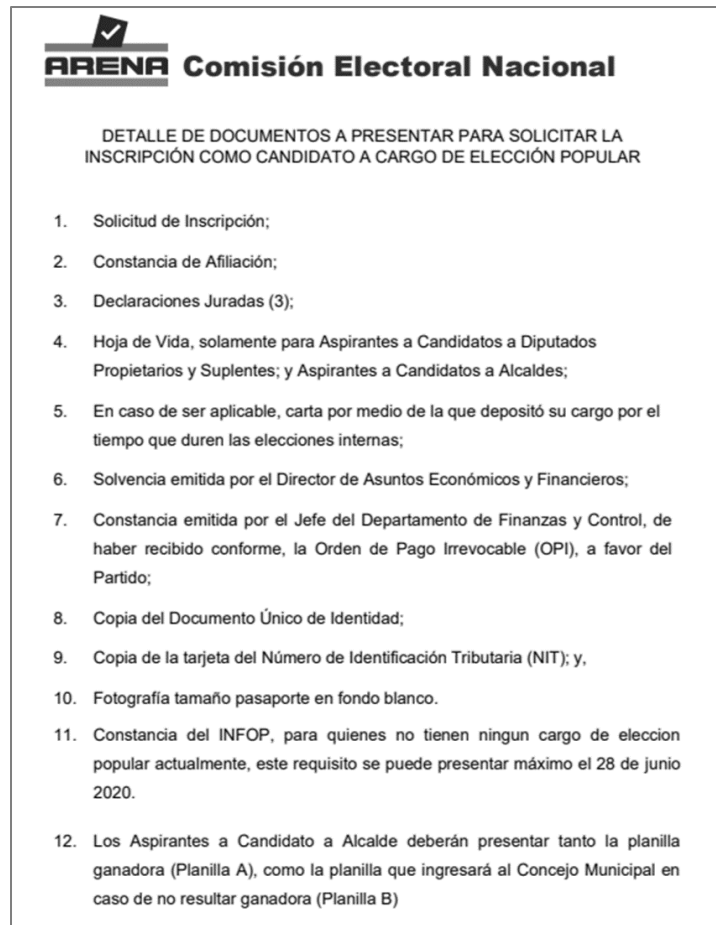 ARENA Comisión Electoral Nacional
DETALLE DE DOCUMENTOS A PRESENTAR PARA SOLICITAR LA
INSCRIPCIÓN COMO CANDIDATO A CARGO DE ELECCIÓN POPULAR
1. Solicitud de Inscripción;
2. Constancia de Afiliación;
3. Declaraciones Juradas (3);
4. Hoja de Vida, solamente para Aspirantes a Candidatos a Diputados
Propietarios y Suplentes; y Aspirantes a Candidatos a Alcaldes;
5. En caso de ser aplicable, carta por medio de la que depositó su cargo por el
tiempo que duren las elecciones internas;
6. Solvencia emitida por el Director de Asuntos Económicos y Financieros;
7. Constancia emitida por el Jefe del Departamento de Finanzas y Control, de
haber recibido conforme, la Orden de Pago Irrevocable (OPI), a favor del
Partido;
8. Copia del Documento Único de Identidad;
9. Copia de la tarjeta del Número de Identificación Tributaria (NIT); y,
10. Fotografía tamaño pasaporte en fondo blanco.
11. Constancia del INFOP, para quienes no tienen ningun cargo de eleccion
popular actualmente, este requisito se puede presentar máximo el 28 de junio
2020.
12. Los Aspirantes a Candidato a Alcalde deberán presentar tanto la planilla
ganadora (Planilla A), como la planilla que ingresará al Concejo Municipal en
caso de no resultar ganadora (Planilla B)